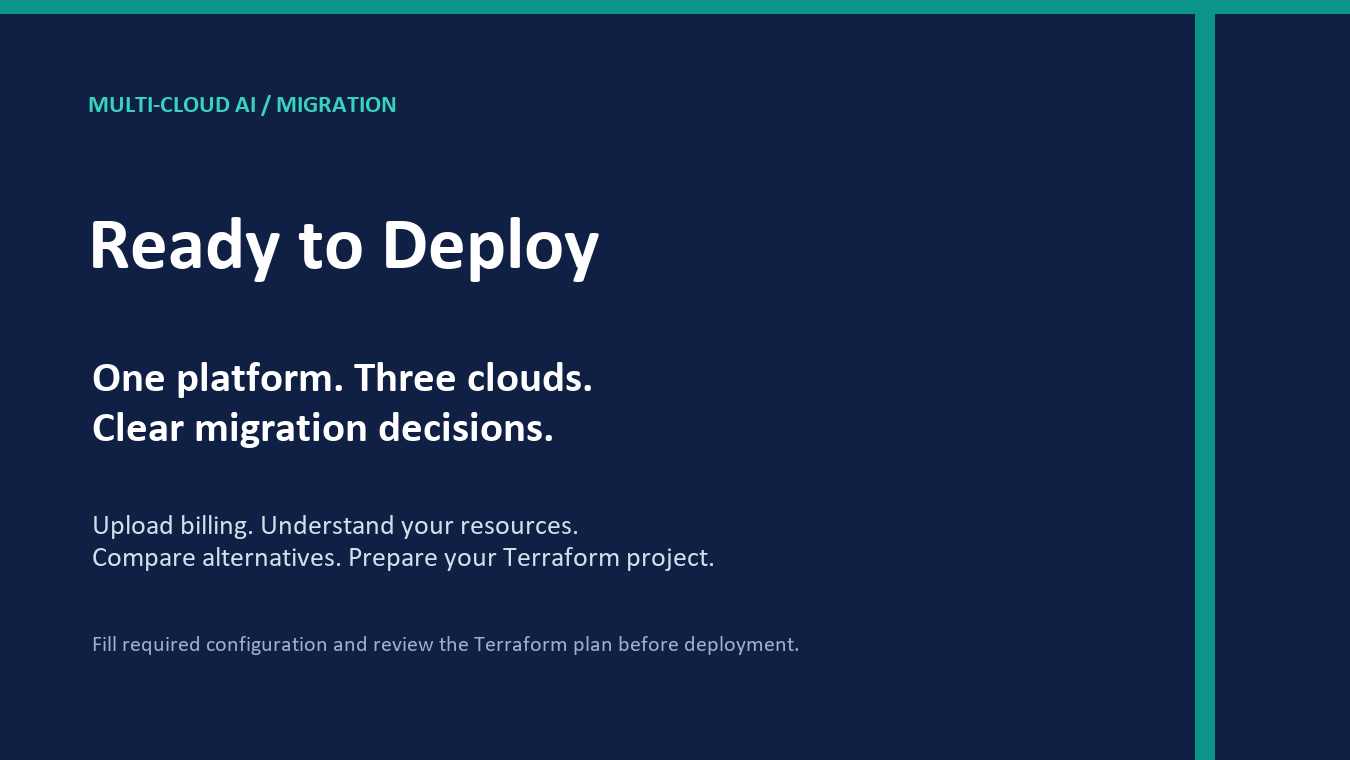 MULTI-CLOUD AI / MIGRATION
Ready to Deploy
One platform. Three clouds.
Clear migration decisions.
Upload billing. Understand your resources.
Compare alternatives. Prepare your Terraform project.
Fill required configuration and review the Terraform plan before deployment.